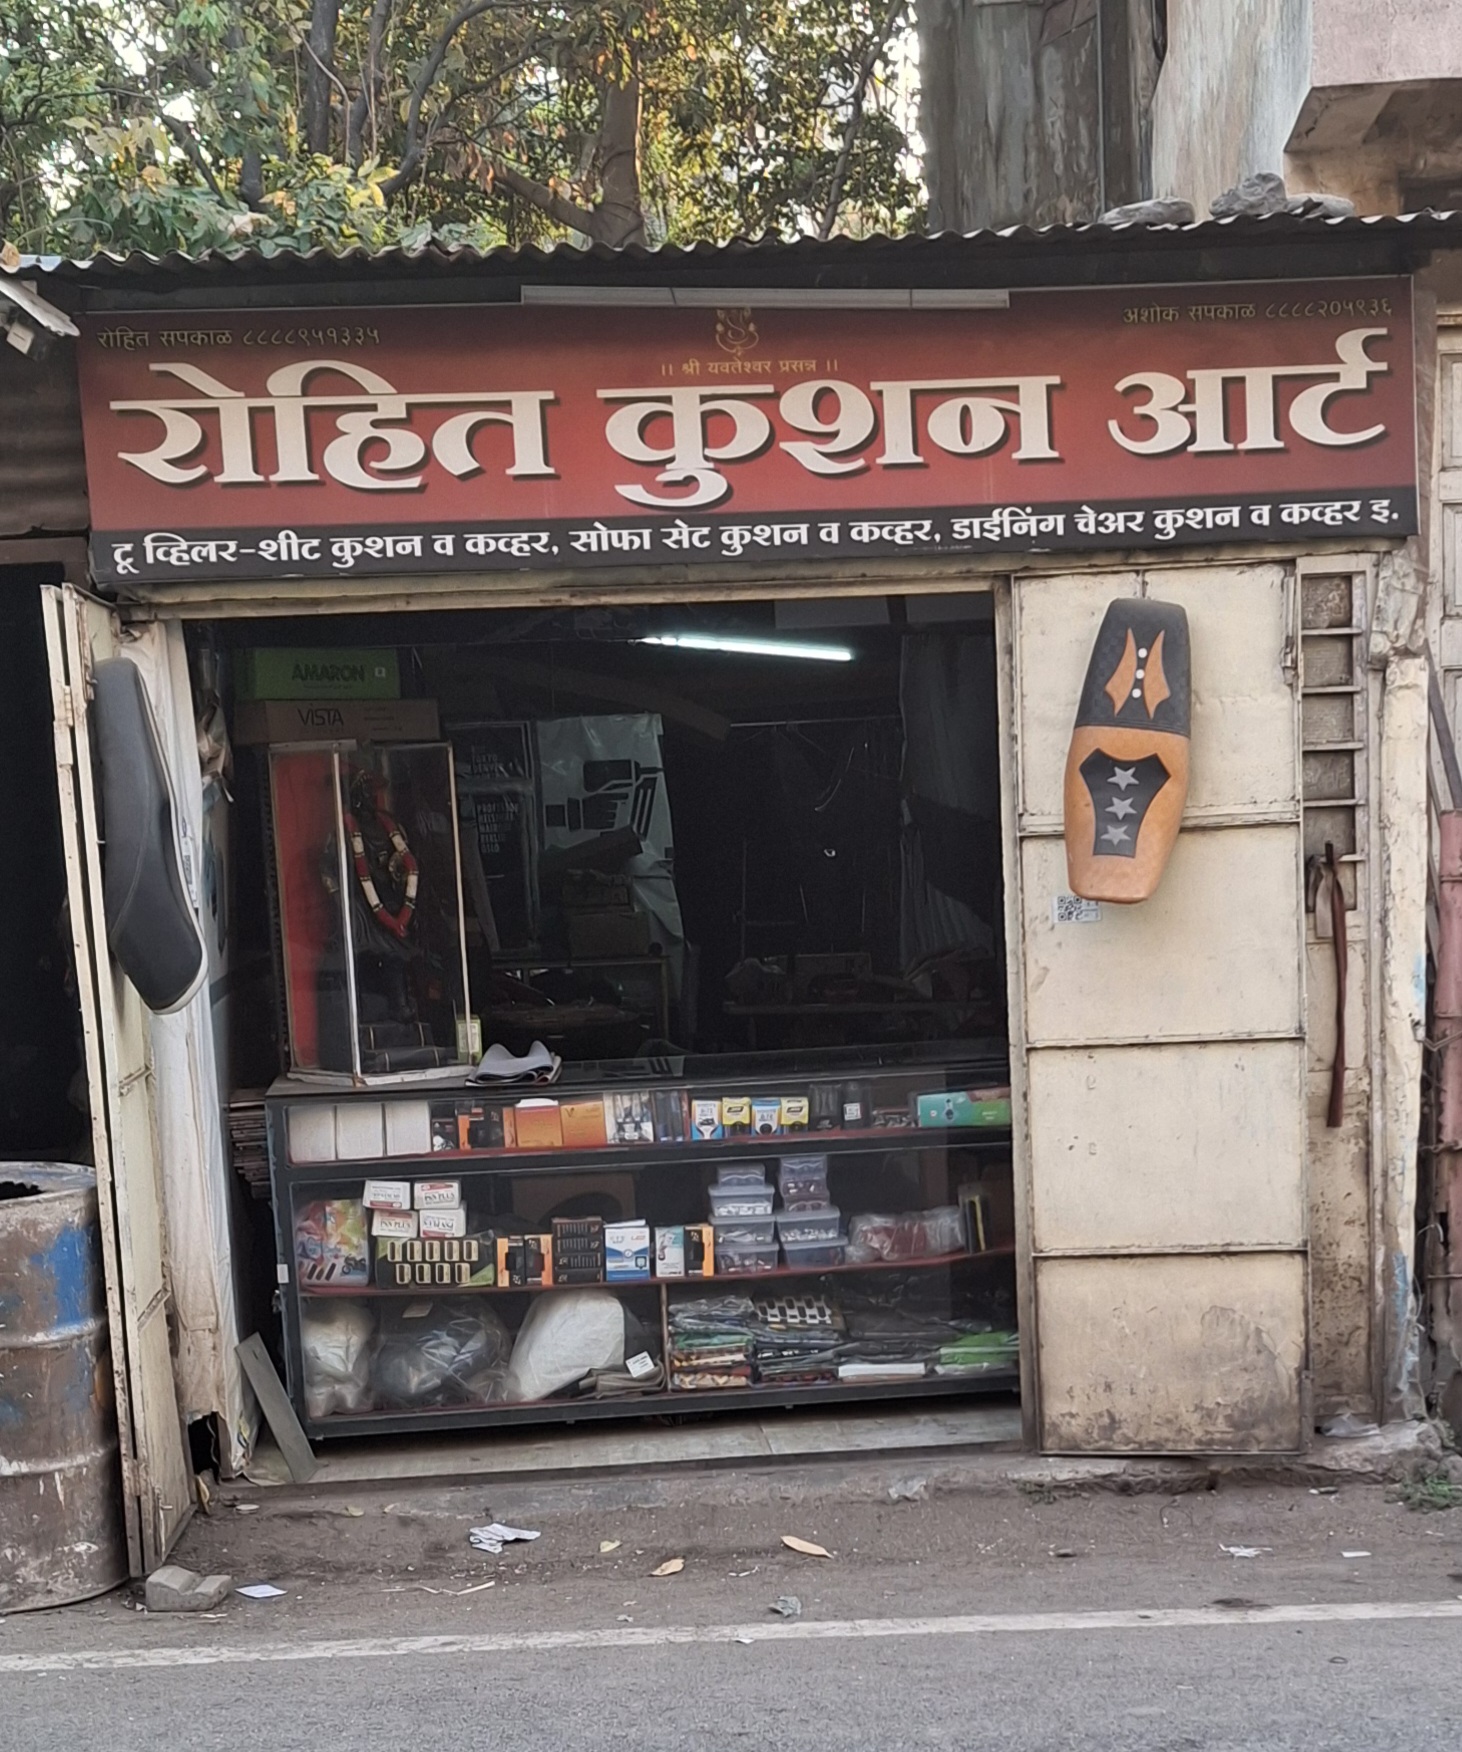 रोहित सपकाळ ८८८८९५१३३५
अशोक सपकाळ ८८८८२०५९३६
।। श्री यवतेश्वर प्रसन्न ।।
रोहित कुशन आर्ट
टू व्हिलर-शीट कुशन व कव्हर, सोफा सेट कुशन व कव्हर, डाईनिंग चेअर कुशन व कव्हर इ.
AMARON
VISTA